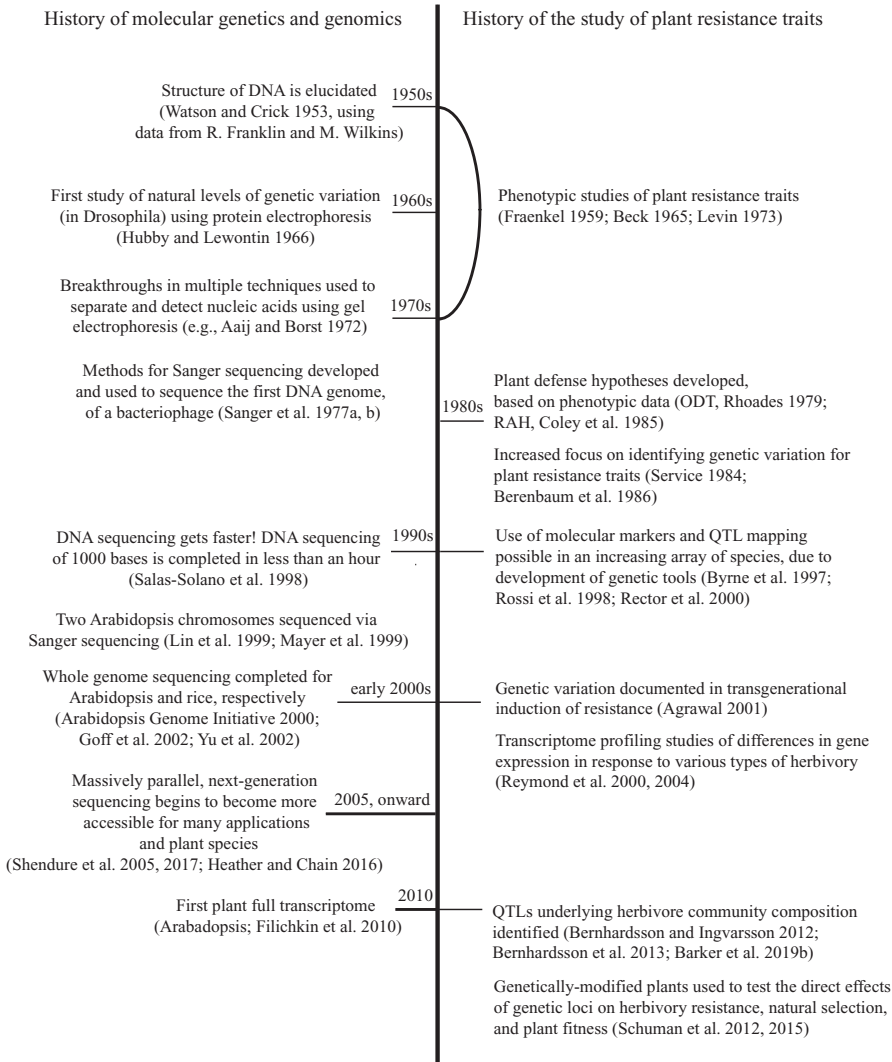 History of molecular genetics and genomics
History of the study of plant resistance traits
1950s
Structure of DNA is elucidated
(Watson and Crick 1953, using
data from R. Franklin and M. Wilkins)
1960s
First study of natural levels of genetic variation
(in Drosophila) using protein electrophoresis
(Hubby and Lewontin 1966)
Phenotypic studies of plant resistance traits
(Fraenkel 1959; Beck 1965; Levin 1973)
1970s
Breakthroughs in multiple techniques used to
separate and detect nucleic acids using gel
electrophoresis (e.g., Aaij and Borst 1972)
Methods for Sanger sequencing developed
and used to sequence the first DNA genome,
of a bacteriophage (Sanger et al. 1977a, b)
1980s
Plant defense hypotheses developed,
based on phenotypic data (ODT, Rhoades 1979;
RAH, Coley et al. 1985)
Increased focus on identifying genetic variation for
plant resistance traits (Service 1984;
Berenbaum et al. 1986)
1990s
DNA sequencing gets faster! DNA sequencing
of 1000 bases is completed in less than an hour
(Salas-Solano et al. 1998)
Use of molecular markers and QTL mapping
possible in an increasing array of species, due to
development of genetic tools (Byrne et al. 1997;
Rossi et al. 1998; Rector et al. 2000)
Two Arabidopsis chromosomes sequenced via
Sanger sequencing (Lin et al. 1999; Mayer et al. 1999)
early 2000s
Whole genome sequencing completed for
Arabidopsis and rice, respectively
(Arabidopsis Genome Initiative 2000;
Goff et al. 2002; Yu et al. 2002)
Genetic variation documented in transgenerational
induction of resistance (Agrawal 2001)
Transcriptome profiling studies of differences in gene
expression in response to various types of herbivory
(Reymond et al. 2000, 2004)
2005, onward
Massively parallel, next-generation
sequencing begins to become more
accessible for many applications
and plant species
(Shendure et al. 2005, 2017; Heather and Chain 2016)
2010
First plant full transcriptome
(Arabadopsis; Filichkin et al. 2010)
QTLs underlying herbivore community composition
identified (Bernhardsson and Ingvarsson 2012;
Bernhardsson et al. 2013; Barker et al. 2019b)
Genetically-modified plants used to test the direct effects
of genetic loci on herbivory resistance, natural selection,
and plant fitness (Schuman et al. 2012, 2015)